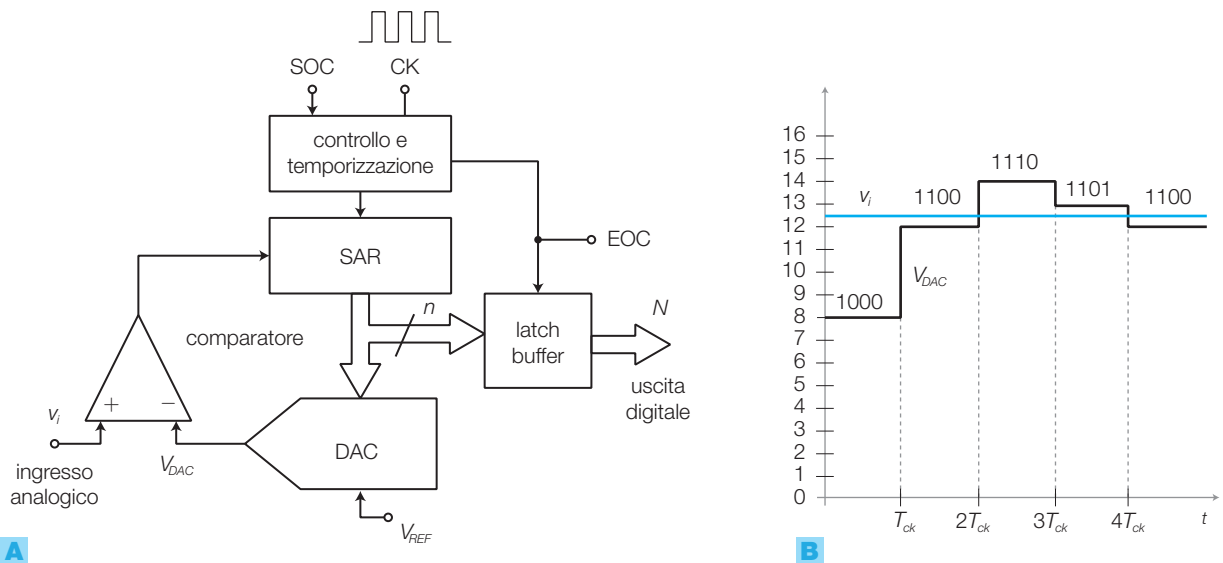 SOC
CK
controllo e
temporizzazione
SAR
EOC
n
N
comparatore
latch
buffer
uscita
digitale
+
−
v_i
V_DAC
DAC
ingresso
analogico
V_REF
A
16
15
14
13
12
11
10
9
8
7
6
5
4
3
2
1
0
v_i
1000
1100
1110
1101
1100
V_DAC
T_ck
2T_ck
3T_ck
4T_ck
t
B